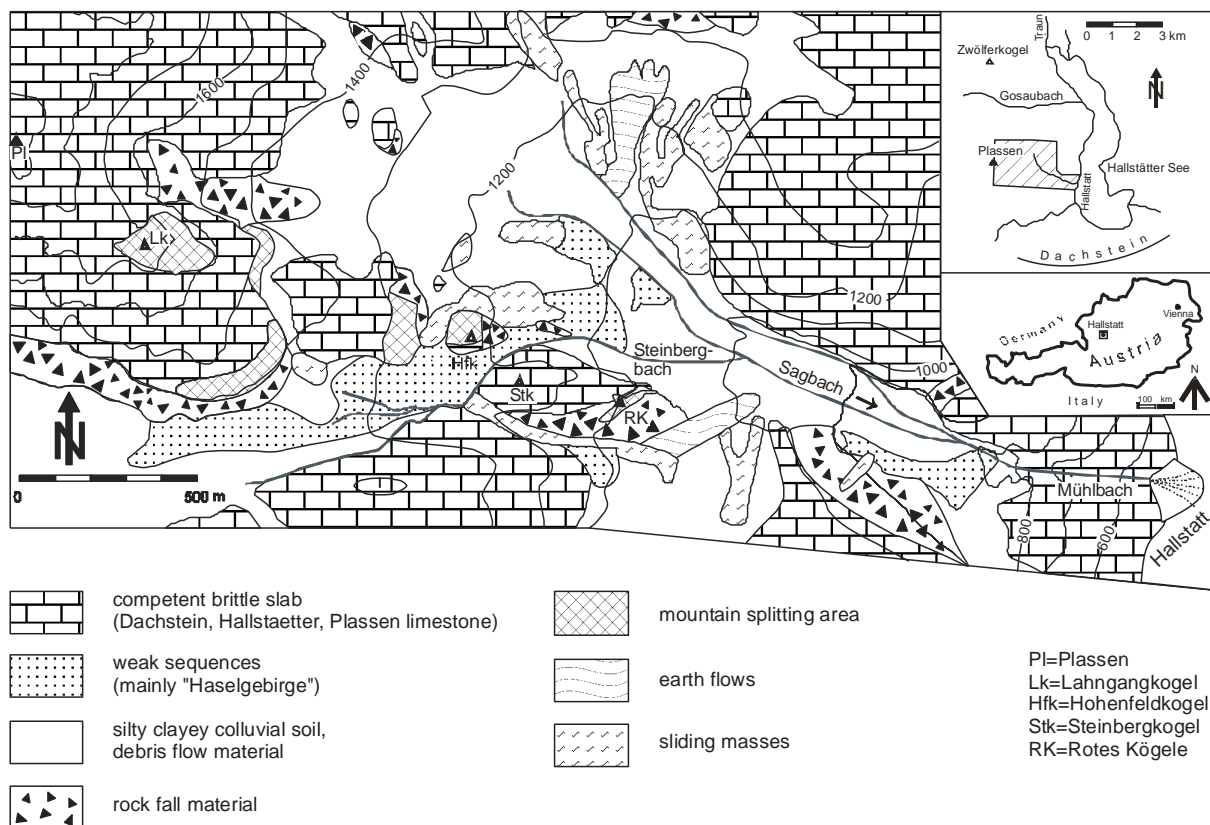 1600
1400
1200
Pl
Lk
Hfk
Stk
RK
Steinberg-
bach
Sagbach
1200
1000
Mühlbach
800
600
Hallstatt
N
0 500 m
Traun
0 1 2 3 km
Zwölferkogel
N
Gosaubach
Plassen
Hallstätter See
Hallstatt
Dachstein
Germany
Hallstatt
Vienna
Austria
Italy
100 km
N
competent brittle slab
(Dachstein, Hallstaetter, Plassen limestone)
weak sequences
(mainly "Haselgebirge")
silty clayey colluvial soil,
debris flow material
rock fall material
mountain splitting area
earth flows
sliding masses
Pl=Plassen
Lk=Lahngangkogel
Hfk=Hohenfeldkogel
Stk=Steinbergkogel
RK=Rotes Kögele